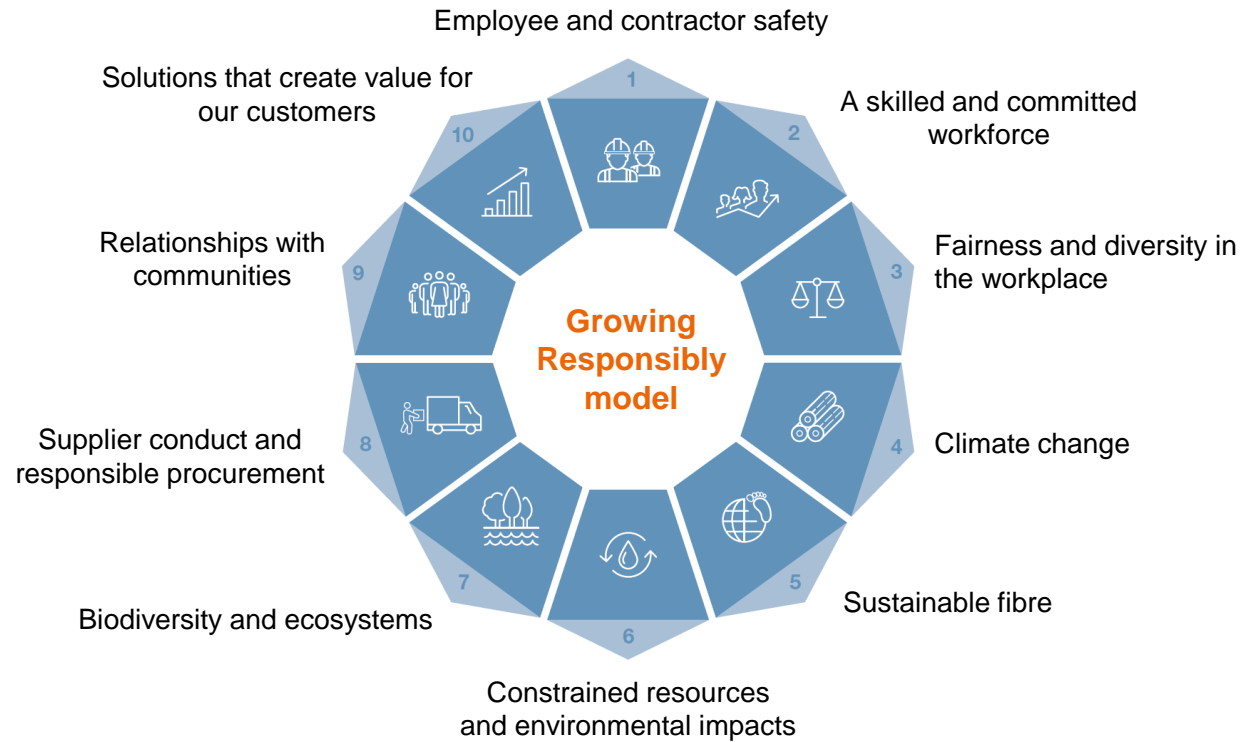 Employee and contractor safety
1
A skilled and committed
workforce
2
Fairness and diversity in
the workplace
3
Climate change
4
Sustainable fibre
5
Constrained resources
and environmental impacts
6
Biodiversity and ecosystems
7
Supplier conduct and
responsible procurement
8
Relationships with
communities
9
Solutions that create value for
our customers
10
Growing
Responsibly
model